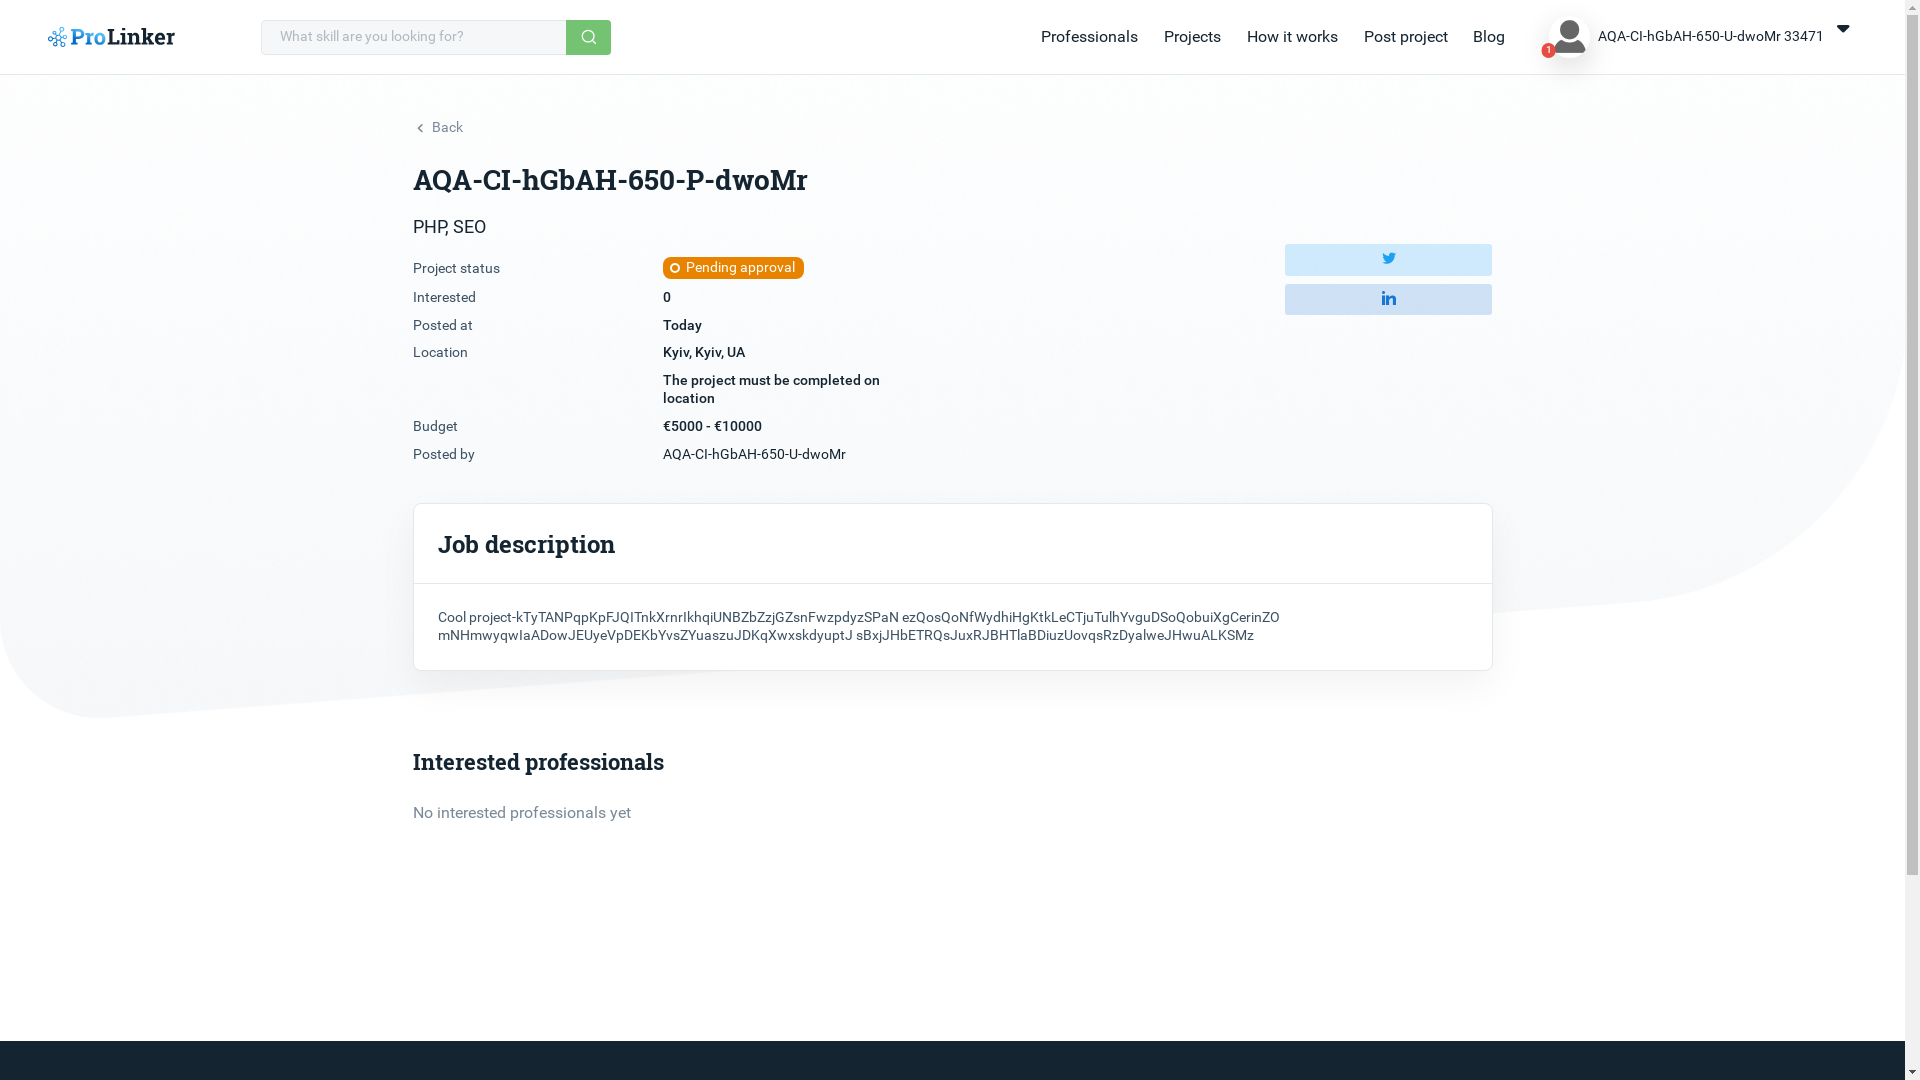 ProLinker
What skill are you looking for?
Professionals
Projects
How it works
Post project
Blog
1
AQA-CI-hGbAH-650-U-dwoMr 33471
Back
AQA-CI-hGbAH-650-P-dwoMr
PHP, SEO
Project status
Pending approval
Interested
0
Posted at
Today
Location
Kyiv, Kyiv, UA
The project must be completed on
location
Budget
€5000 - €10000
Posted by
AQA-CI-hGbAH-650-U-dwoMr
in
Job description
Cool project-kTyTANPqpKpFJQITnkXrnrIkhqiUNBZbZzjGZsnFwzpdyzSPaN ezQosQoNfWydhiHgKtkLeCTjuTulhYvguDSoQobuiXgCerinZO
mNHmwyqwIaADowJEUyeVpDEKbYvsZYuaszuJDKqXwxskdyuptJ sBxjJHbETRQsJuxRJBHTlaBDiuzUovqsRzDyalweJHwuALKSMz
Interested professionals
No interested professionals yet